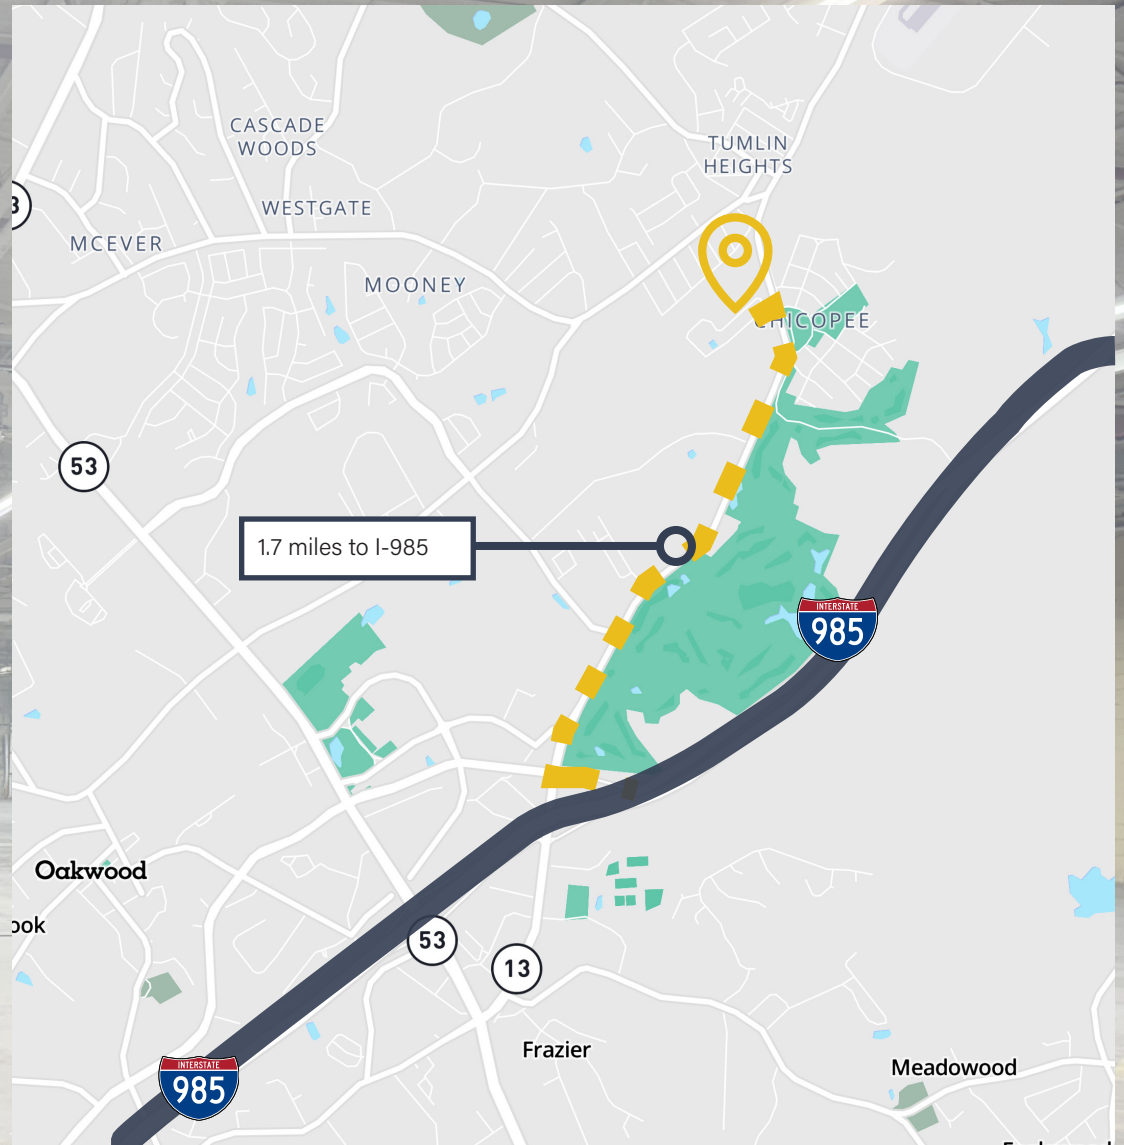 CASCADE
WOODS
TUMLIN
HEIGHTS
WESTGATE
MCEVER
MOONEY
CHICOPEE
53
1.7 miles to I-985
INTERSTATE
985
Oakwood
ook
53
13
Frazier
INTERSTATE
985
Meadowood